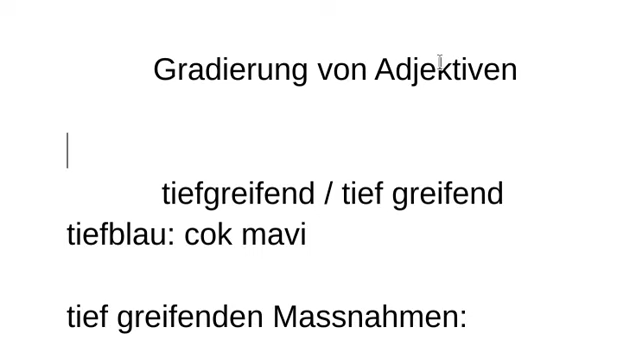 Gradierung von Adjektiven
tiefgreifend / tief greifend
tiefblau: cok mavi
tief greifenden Massnahmen: